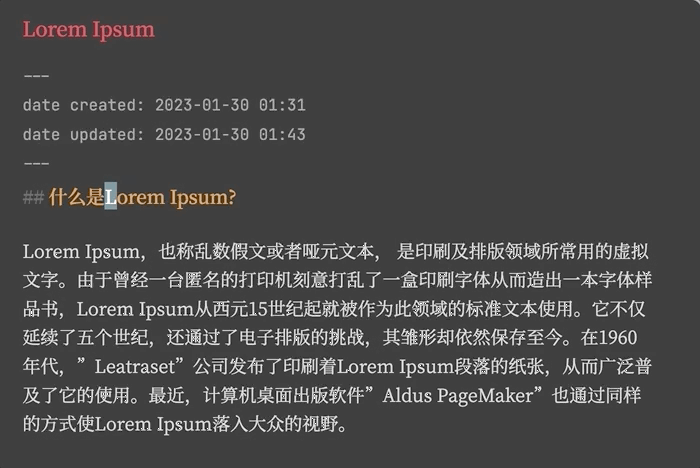 Lorem Ipsum
---
date created: 2023-01-30 01:31
date updated: 2023-01-30 01:43
---
## 什么是Lorem Ipsum?
Lorem Ipsum，也称乱数假文或者哑元文本， 是印刷及排版领域所常用的虚拟
文字。由于曾经一台匿名的打印机刻意打乱了一盒印刷字体从而造出一本字体样
品书，Lorem Ipsum从西元15世纪起就被作为此领域的标准文本使用。它不仅
延续了五个世纪，还通过了电子排版的挑战，其雏形却依然保存至今。在1960
年代，”Leatraset”公司发布了印刷着Lorem Ipsum段落的纸张，从而广泛普
及了它的使用。最近，计算机桌面出版软件”Aldus PageMaker”也通过同样
的方式使Lorem Ipsum落入大众的视野。